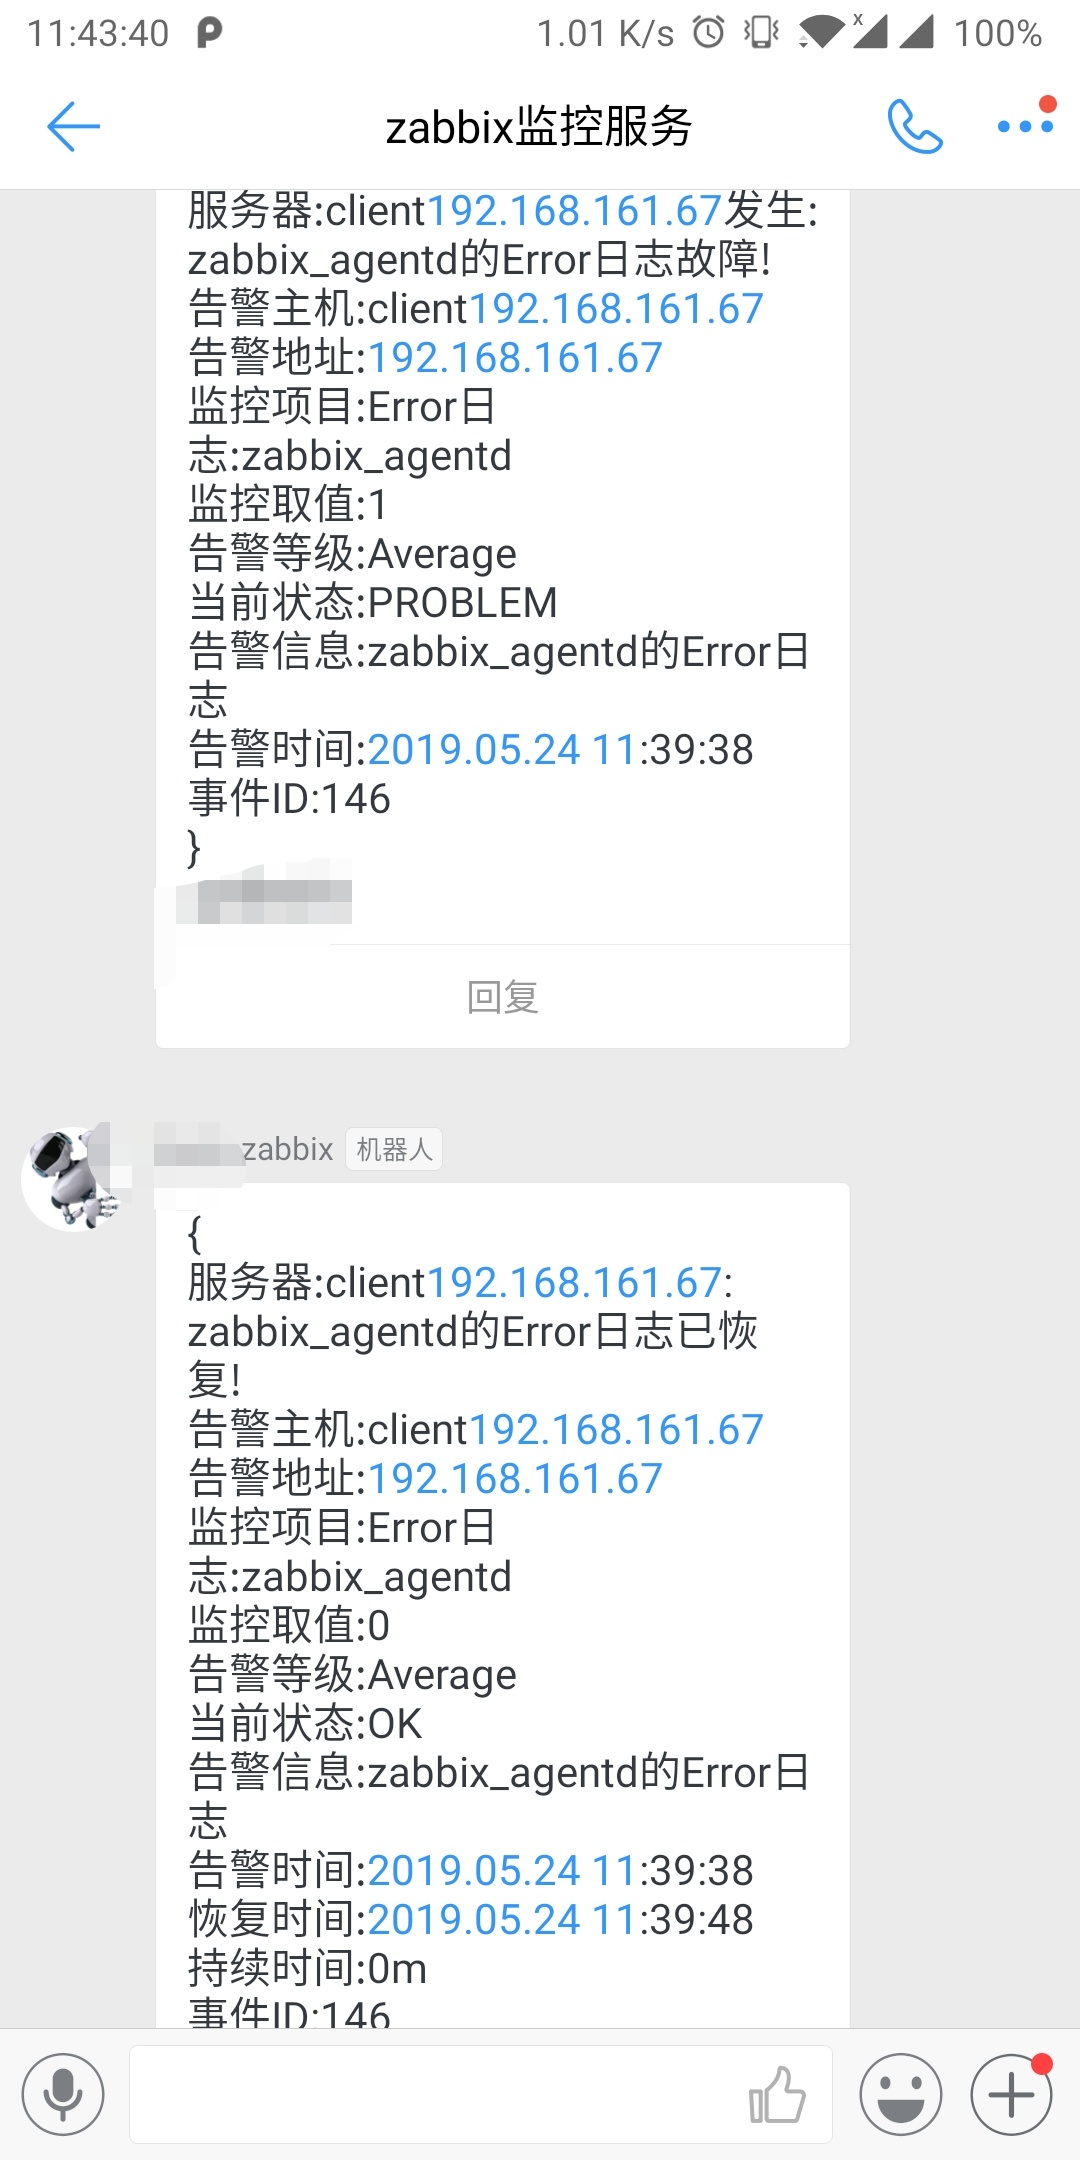 11:43:40
1.01 K/s
x
100%
zabbix监控服务
服务器:client192.168.161.67发生:
zabbix_agentd的Error日志故障!
告警主机:client192.168.161.67
告警地址:192.168.161.67
监控项目:Error日
志:zabbix_agentd
监控取值:1
告警等级:Average
当前状态:PROBLEM
告警信息:zabbix_agentd的Error日
志
告警时间:2019.05.24 11:39:38
事件ID:146
}
回复
zabbix 机器人
{
服务器:client192.168.161.67:
zabbix_agentd的Error日志已恢
复!
告警主机:client192.168.161.67
告警地址:192.168.161.67
监控项目:Error日
志:zabbix_agentd
监控取值:0
告警等级:Average
当前状态:OK
告警信息:zabbix_agentd的Error日
志
告警时间:2019.05.24 11:39:38
恢复时间:2019.05.24 11:39:48
持续时间:0m
事件ID:146